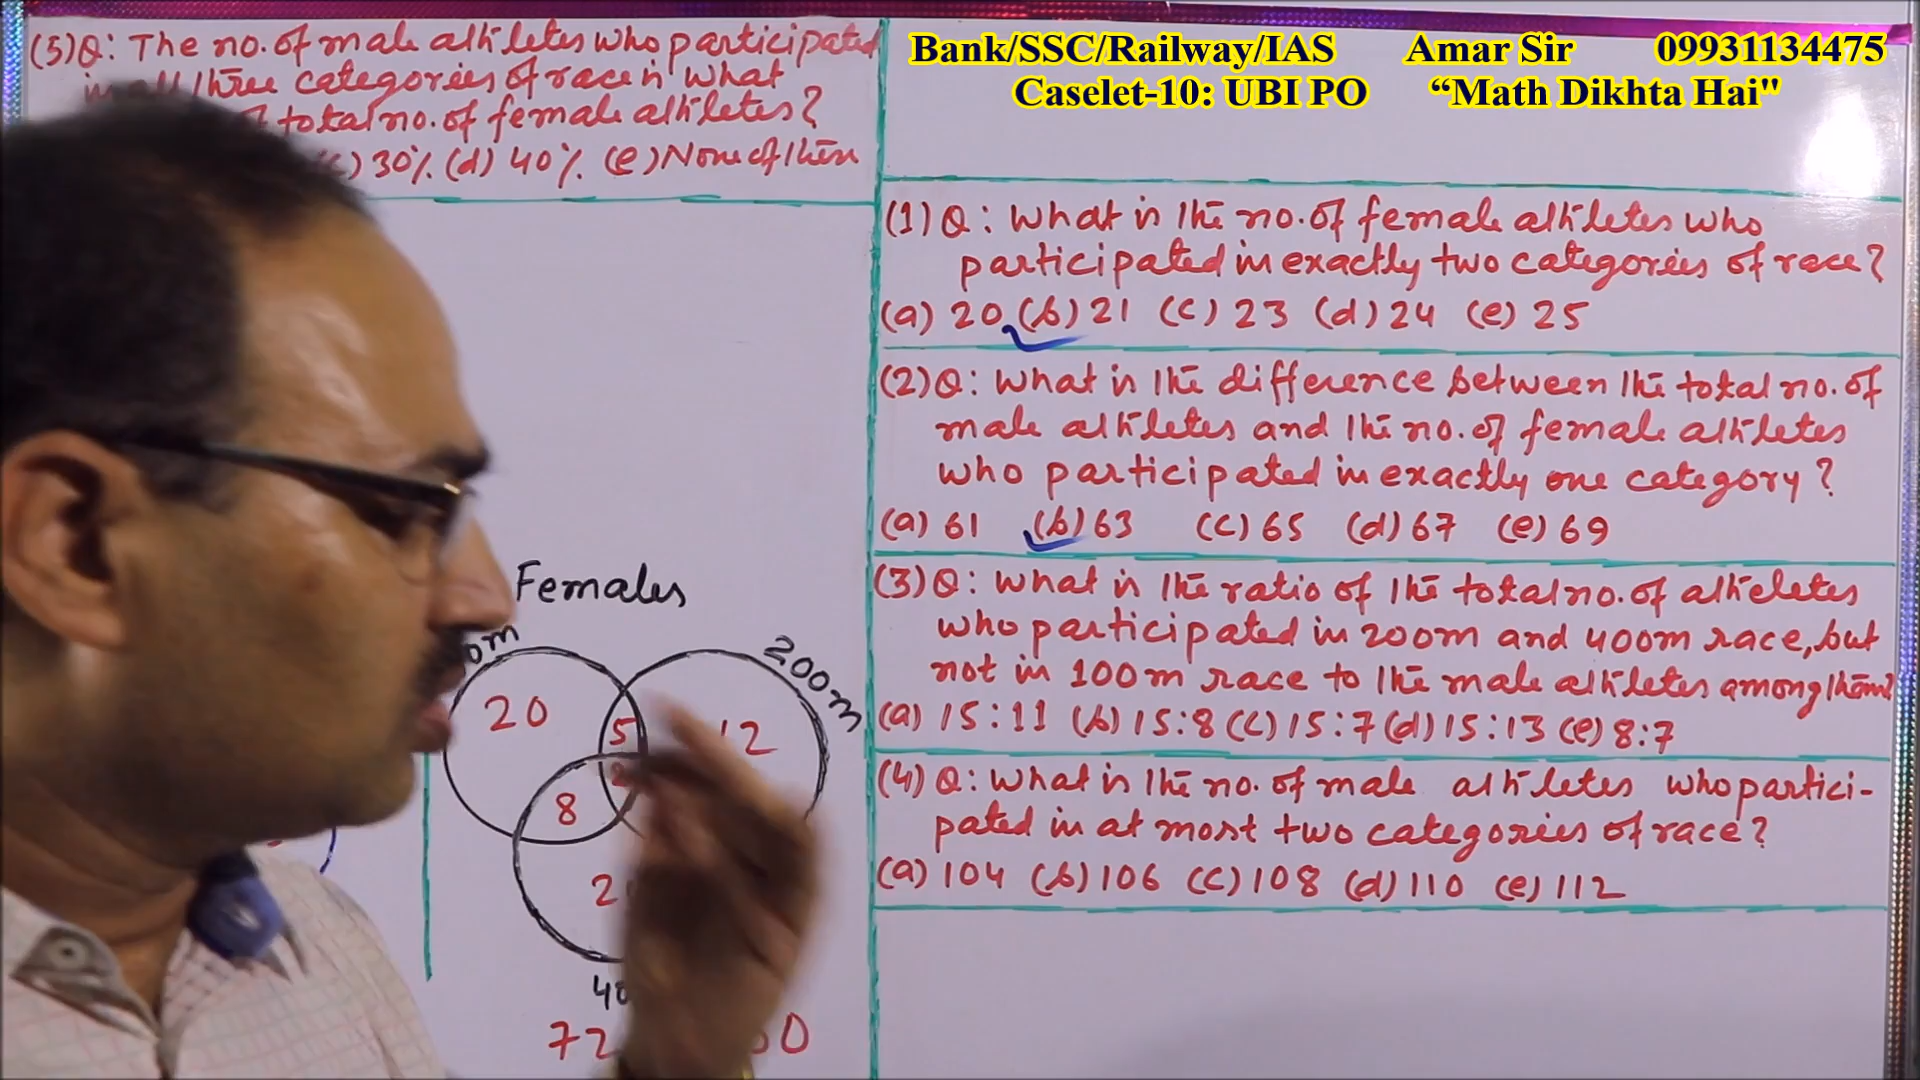 (5)Q: The no. of male athletes who participated
in all three categories of race is what
of total no. of female athletes?
(c) 30% (d) 40% (e) None of them
Bank/SSC/Railway/IAS Amar Sir 09931134475
Caselet-10: UBI PO “Math Dikhta Hai"
(1) Q: What is the no. of female athletes who
participated in exactly two categories of race?
(a) 20 (b) 21 (c) 23 (d) 24 (e) 25
(2) Q: What is the difference between the total no. of
male athletes and the no. of female athletes
who participated in exactly one category?
(a) 61 (b) 63 (c) 65 (d) 67 (e) 69
(3) Q: What is the ratio of the total no. of atheletes
who participated in 200m and 400m race, but
not in 100m race to the male athletes among them?
(a) 15:11 (b) 15:8 (c) 15:7 (d) 15:13 (e) 8:7
(4) Q: What is the no. of male athletes who partici-
pated in at most two categories of race?
(a) 104 (b) 106 (c) 108 (d) 110 (e) 112
Females
200m
20
5
12
8
72